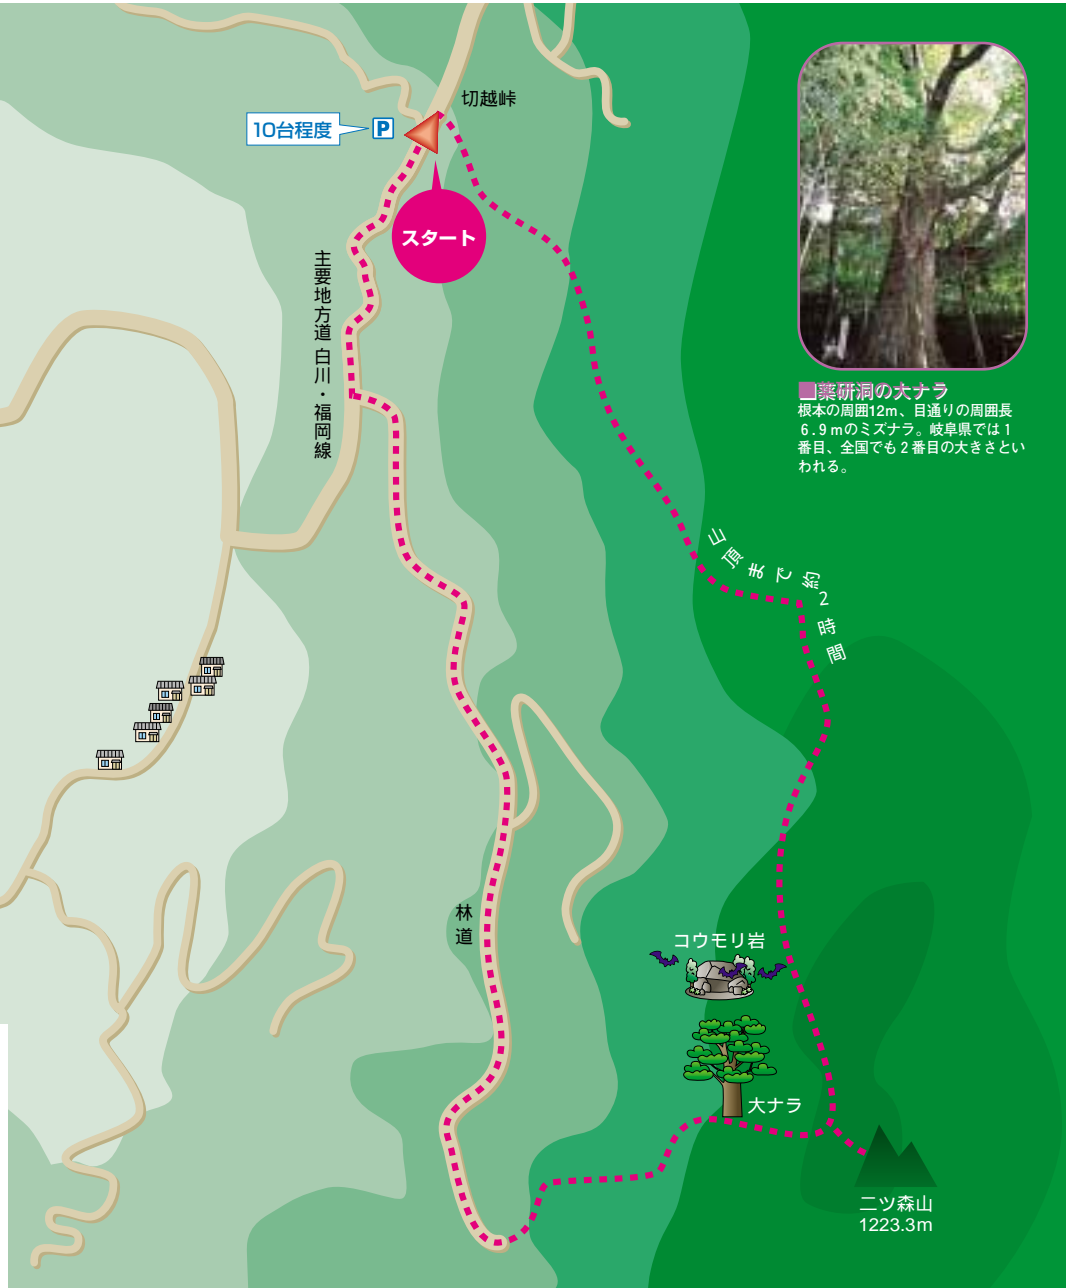 切越峠
10台程度
P
スタート
主要地方道 白川・福岡線
■薬研洞の大ナラ
根本の周囲12m、目通りの周囲長
6.9mのミズナラ。岐阜県では1
番目、全国でも2番目の大きさとい
われる。
山頂まで約2時間
林道
コウモリ岩
大ナラ
二ツ森山
1223.3m